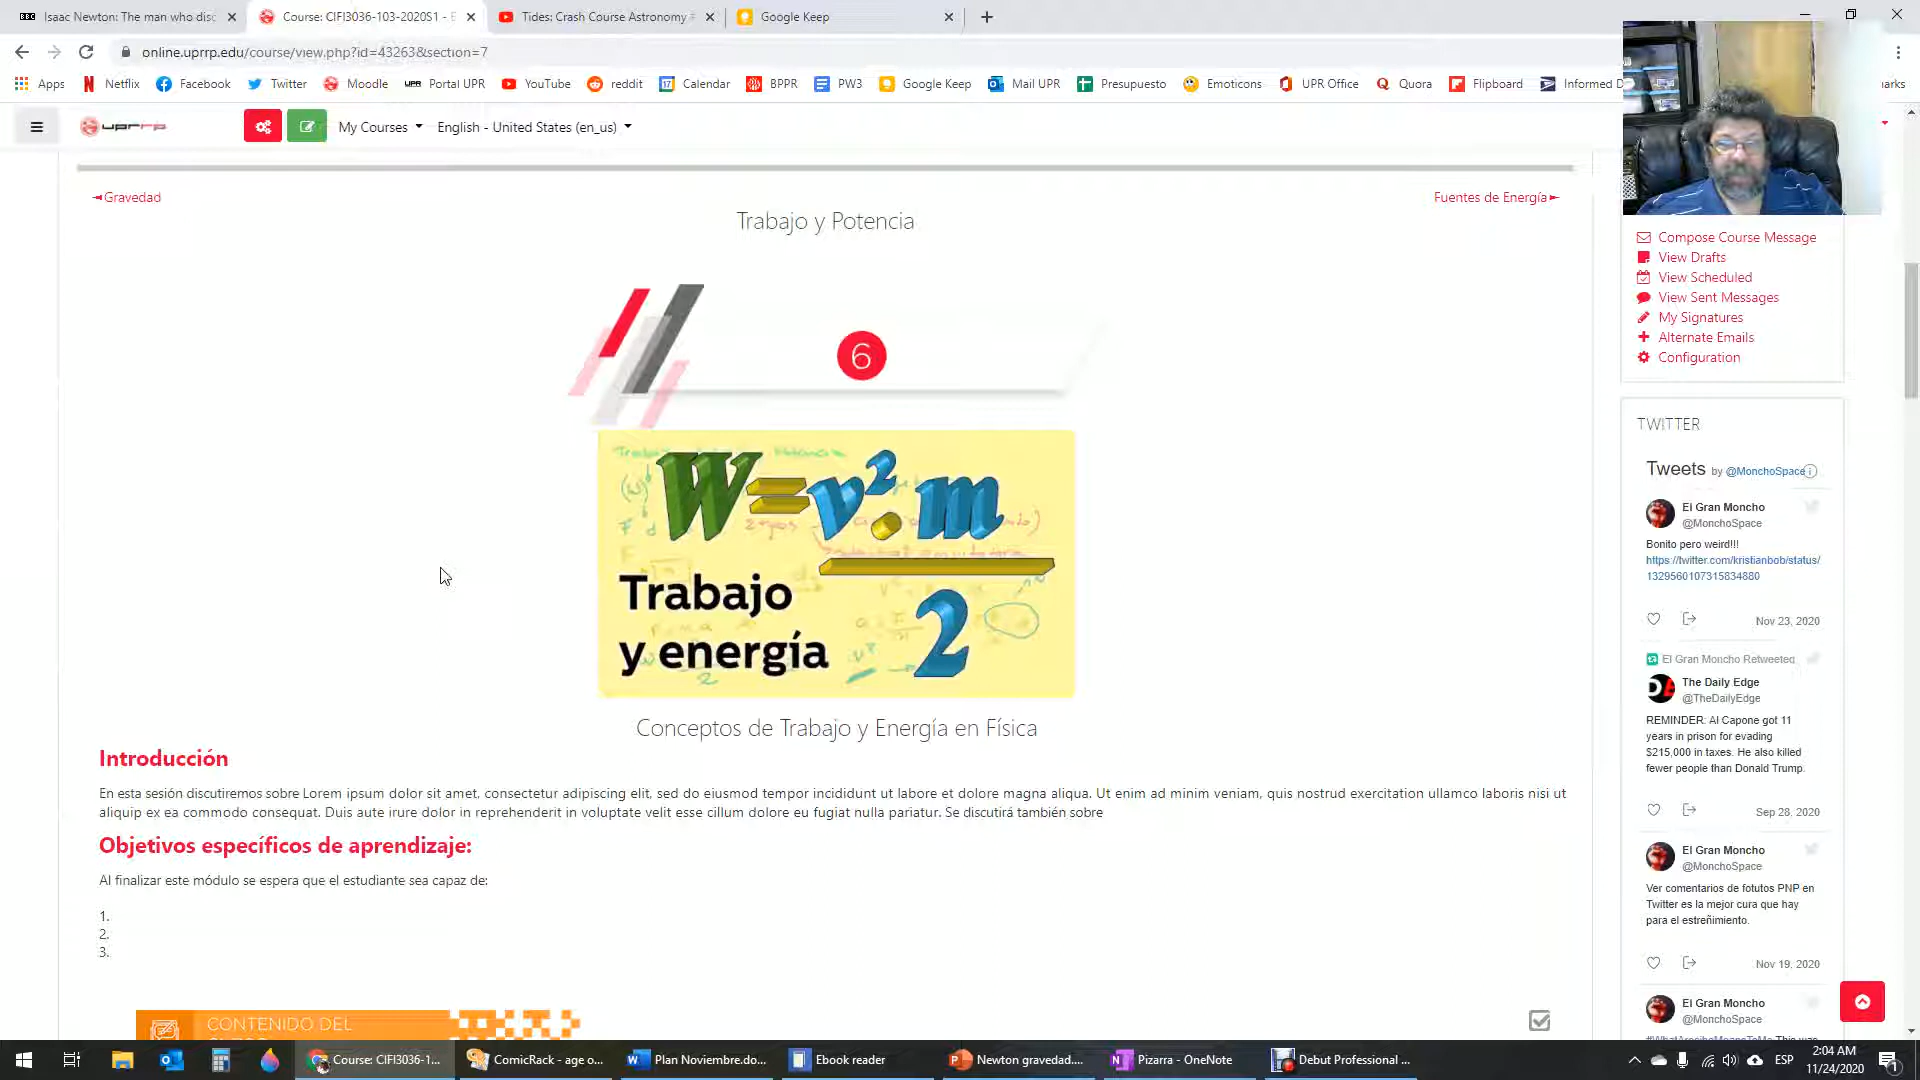 Isaac Newton: The man who disc
Course: CIFI3036-103-2020S1 - E
Tides: Crash Course Astronomy
Google Keep
online.uprrp.edu/course/view.php?id=43263&section=7
Apps
Netflix
Facebook
Twitter
Moodle
Portal UPR
YouTube
reddit
Calendar
BPPR
PW3
Google Keep
Mail UPR
Presupuesto
Emoticons
UPR Office
Quora
Flipboard
Informed D
arks
uprrp
My Courses
English - United States (en_us)
◄Gravedad
Fuentes de Energía►
Trabajo y Potencia
6
W=v²·m
2
Trabajo
y energía
Conceptos de Trabajo y Energía en Física
Introducción
En esta sesión discutiremos sobre Lorem ipsum dolor sit amet, consectetur adipiscing elit, sed do eiusmod tempor incididunt ut labore et dolore magna aliqua. Ut enim ad minim veniam, quis nostrud exercitation ullamco laboris nisi ut
aliquip ex ea commodo consequat. Duis aute irure dolor in reprehenderit in voluptate velit esse cillum dolore eu fugiat nulla pariatur. Se discutirá también sobre
Objetivos específicos de aprendizaje:
Al finalizar este módulo se espera que el estudiante sea capaz de:
1.
2.
3.
CONTENIDO DEL
Compose Course Message
View Drafts
View Scheduled
View Sent Messages
My Signatures
Alternate Emails
Configuration
TWITTER
Tweets by @MonchoSpace
El Gran Moncho
@MonchoSpace
Bonito pero weird!!!
https://twitter.com/kristianbob/status/
1329560107315834880
Nov 23, 2020
El Gran Moncho Retweeted
The Daily Edge
@TheDailyEdge
REMINDER: Al Capone got 11
years in prison for evading
$215,000 in taxes. He also killed
fewer people than Donald Trump.
Sep 28, 2020
El Gran Moncho
@MonchoSpace
Ver comentarios de fotutos PNP en
Twitter es la mejor cura que hay
para el estreñimiento.
Nov 19, 2020
El Gran Moncho
@MonchoSpace
Course: CIFI3036-1...
ComicRack - age o...
Plan Noviembre.do...
Ebook reader
Newton gravedad....
Pizarra - OneNote
Debut Professional ...
ESP
2:04 AM
11/24/2020
1